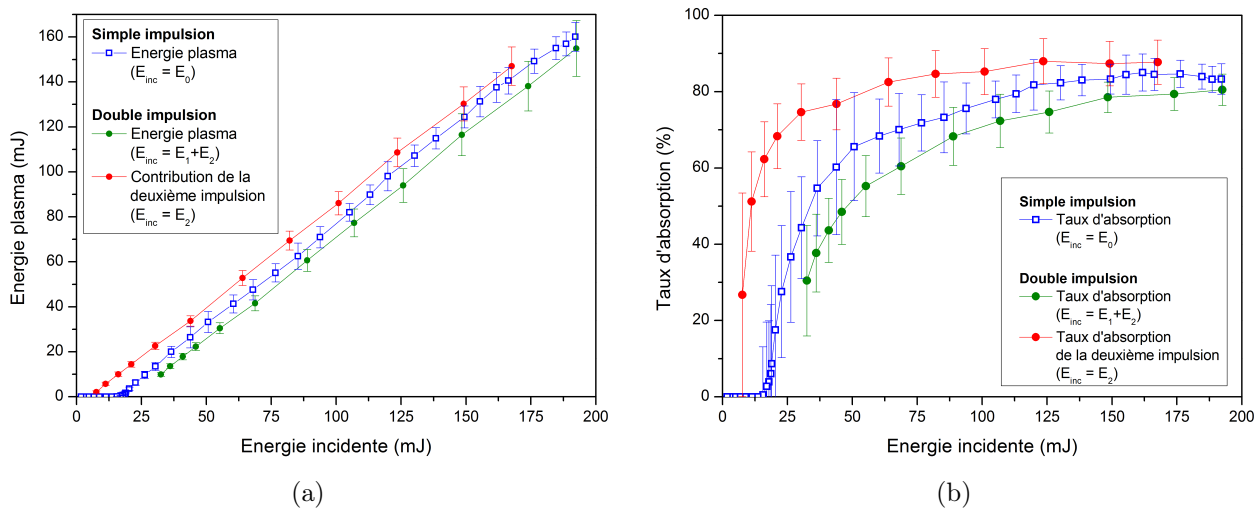 160
140
120
100
80
60
40
20
0
Energie plasma (mJ)
Simple impulsion
Energie plasma
(E_inc = E_0)
Double impulsion
Energie plasma
(E_inc = E_1+E_2)
Contribution de la
deuxième impulsion
(E_inc = E_2)
0 25 50 75 100 125 150 175 200
Energie incidente (mJ)
(a)
100
80
60
40
20
0
Taux d'absorption (%)
Simple impulsion
Taux d'absorption
(E_inc = E_0)
Double impulsion
Taux d'absorption
(E_inc = E_1+E_2)
Taux d'absorption
de la deuxième impulsion
(E_inc = E_2)
0 25 50 75 100 125 150 175 200
Energie incidente (mJ)
(b)